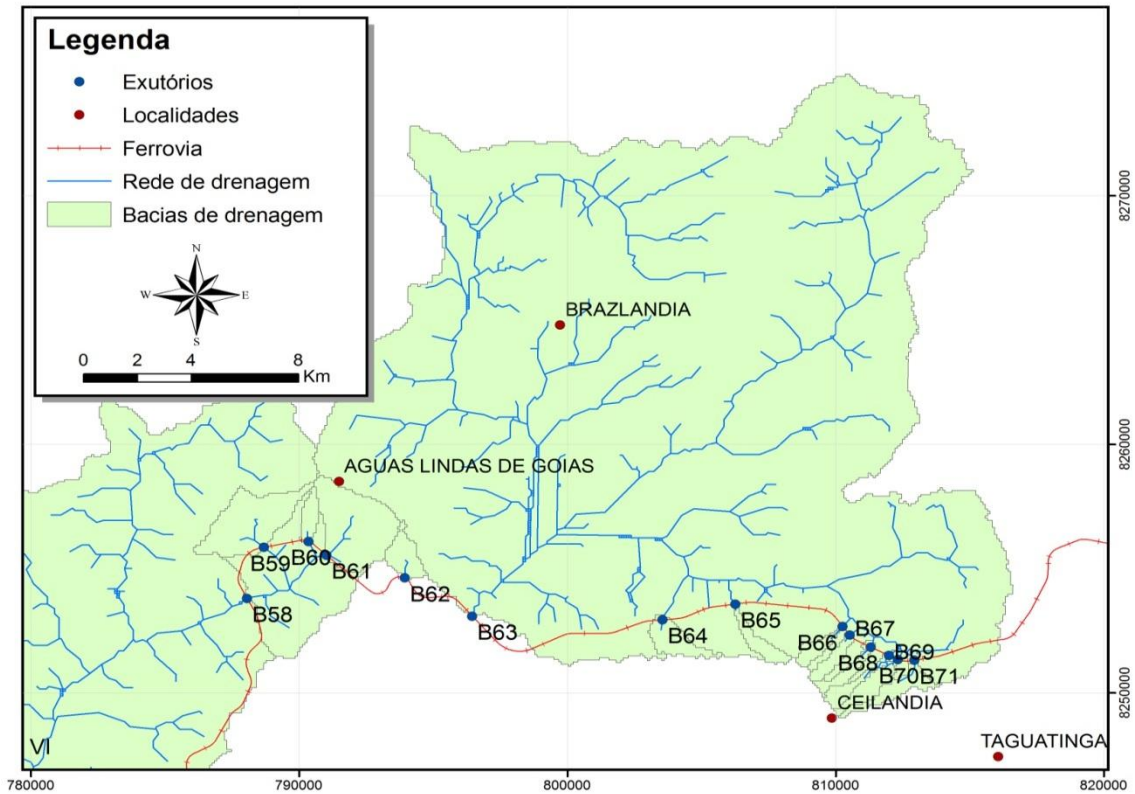 Legenda
Exutórios
Localidades
Ferrovia
Rede de drenagem
Bacias de drenagem
N
W E
S
0 2 4 8
Km
8270000
BRAZLANDIA
8260000
AGUAS LINDAS DE GOIAS
B59
B60
B61
B62
B58
B63
B64
B65
B66
B67
B68
B69
B70
B71
8250000
CEILANDIA
TAGUATINGA
VI
780000 790000 800000 810000 820000